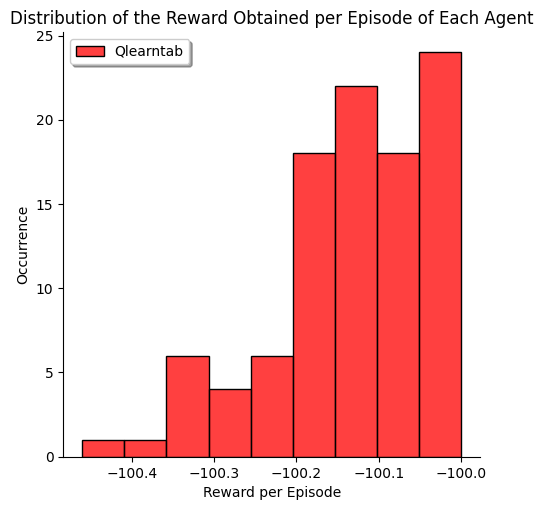 Distribution of the Reward Obtained per Episode of Each Agent
Qlearntab
25
20
15
10
5
0
Occurrence
−100.4
−100.3
−100.2
−100.1
−100.0
Reward per Episode